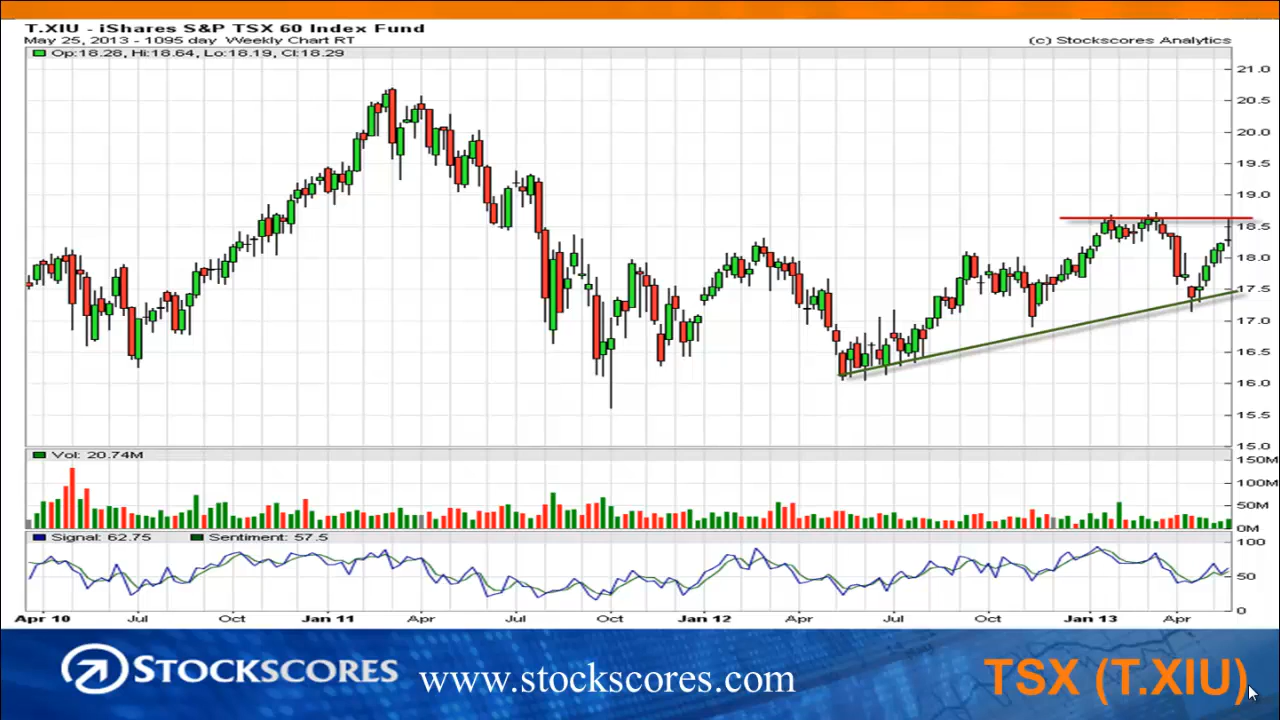 T.XIU - iShares S&P TSX 60 Index Fund
May 25, 2013 - 1095 day Weekly Chart RT (c) Stockscores Analytics
Op:18.28, Hi:18.64, Lo:18.19, Cl:18.29
21.0
20.5
20.0
19.5
19.0
18.5
18.0
17.5
17.0
16.5
16.0
15.5
15.0
Vol: 20.74M
150M
100M
50M
0M
Signal: 62.75 Sentiment: 57.5
100
50
0
Apr 10 Jul Oct Jan 11 Apr Jul Oct Jan 12 Apr Jul Oct Jan 13 Apr
STOCKSCORES www.stockscores.com TSX (T.XIU)